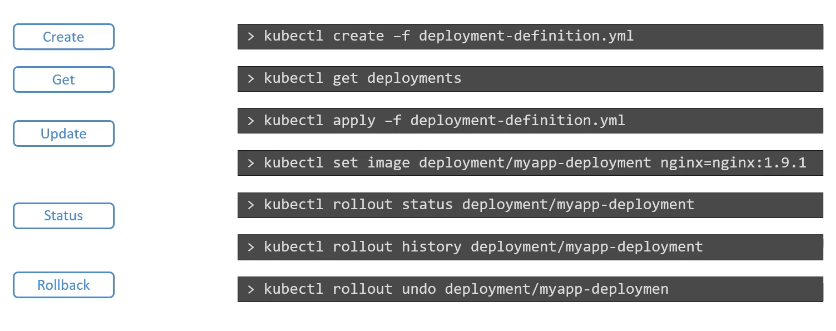 Create
> kubectl create –f deployment-definition.yml
Get
> kubectl get deployments
Update
> kubectl apply –f deployment-definition.yml
> kubectl set image deployment/myapp-deployment nginx=nginx:1.9.1
Status
> kubectl rollout status deployment/myapp-deployment
> kubectl rollout history deployment/myapp-deployment
Rollback
> kubectl rollout undo deployment/myapp-deploymen